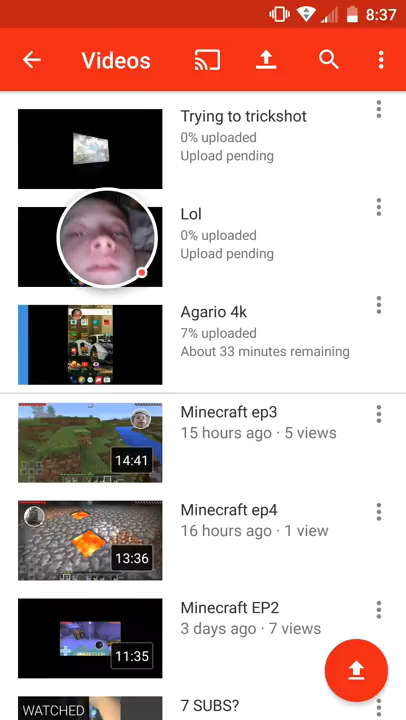 8:37
Videos
Trying to trickshot
0% uploaded
Upload pending
Lol
0% uploaded
Upload pending
Agario 4k
7% uploaded
About 33 minutes remaining
Minecraft ep3
15 hours ago · 5 views
14:41
Minecraft ep4
16 hours ago · 1 view
13:36
Minecraft EP2
3 days ago · 7 views
11:35
7 SUBS?
WATCHED